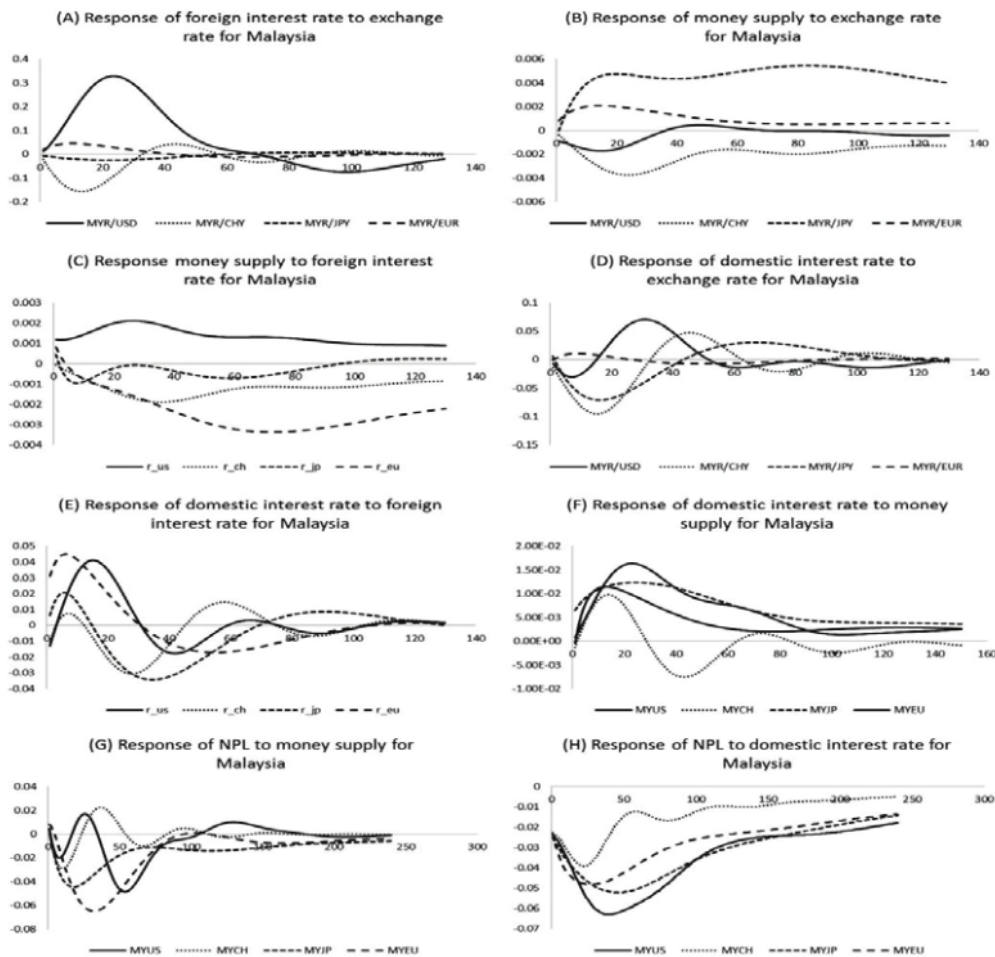 (A) Response of foreign interest rate to exchange
rate for Malaysia
0.4
0.3
0.2
0.1
0
-0.1
-0.2
0 20 40 60 80 100 120 140
MYR/USD MYR/CHY MYR/JPY MYR/EUR
(B) Response of money supply to exchange rate
for Malaysia
0.006
0.004
0.002
0
-0.002
-0.004
-0.006
0 20 40 60 80 100 120 140
MYR/USD MYR/CHY MYR/JPY MYR/EUR
(C) Response money supply to foreign interest
rate for Malaysia
0.003
0.002
0.001
0
-0.001
-0.002
-0.003
-0.004
0 20 40 60 80 100 120 140
r_us r_ch r_jp r_eu
(D) Response of domestic interest rate to
exchange rate for Malaysia
0.1
0.05
0
-0.05
-0.1
-0.15
0 20 40 60 80 100 120 140
MYR/USD MYR/CHY MYR/JPY MYR/EUR
(E) Response of domestic interest rate to foreign
interest rate for Malaysia
0.05
0.04
0.03
0.02
0.01
0
-0.01
-0.02
-0.03
-0.04
0 20 40 60 80 100 120 140
r_us r_ch r_jp r_eu
(F) Response of domestic interest rate to money
supply for Malaysia
2.00E-02
1.50E-02
1.00E-02
5.00E-03
0.00E+00
-5.00E-03
-1.00E-02
0 20 40 60 80 100 120 140 160
MYUS MYCH MYJP MYEU
(G) Response of NPL to money supply for
Malaysia
0.04
0.02
0
-0.02
-0.04
-0.06
-0.08
0 50 100 150 200 250 300
MYUS MYCH MYJP MYEU
(H) Response of NPL to domestic interest rate for
Malaysia
0
-0.01
-0.02
-0.03
-0.04
-0.05
-0.06
-0.07
0 50 100 150 200 250 300
MYUS MYCH MYJP MYEU